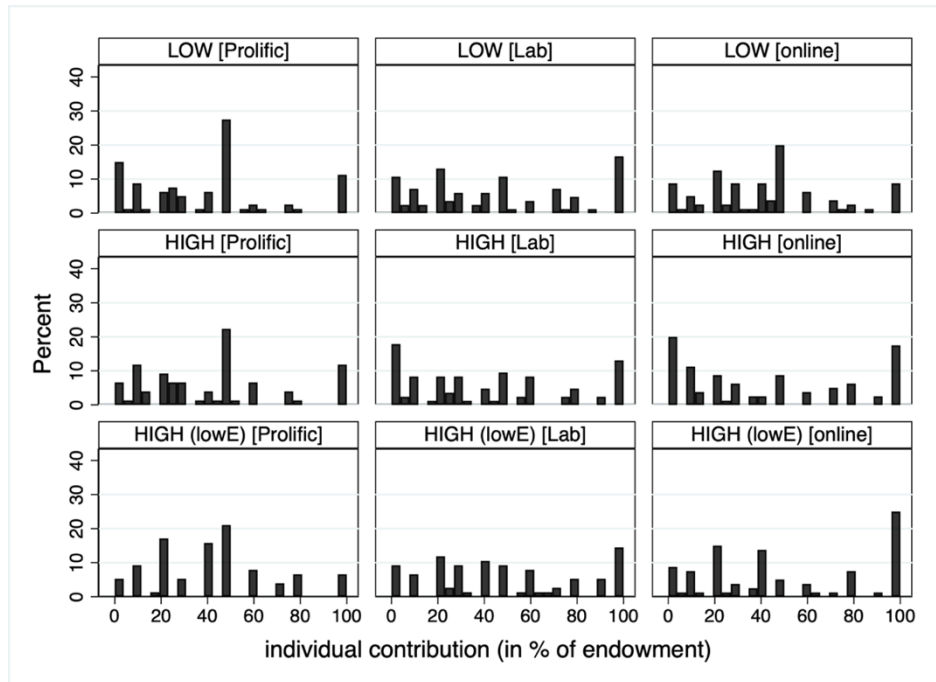 LOW [Prolific]
LOW [Lab]
LOW [online]
40
30
20
10
0
HIGH [Prolific]
HIGH [Lab]
HIGH [online]
Percent
40
30
20
10
0
HIGH (lowE) [Prolific]
HIGH (lowE) [Lab]
HIGH (lowE) [online]
40
30
20
10
0
0 20 40 60 80 100
0 20 40 60 80 100
0 20 40 60 80 100
individual contribution (in % of endowment)